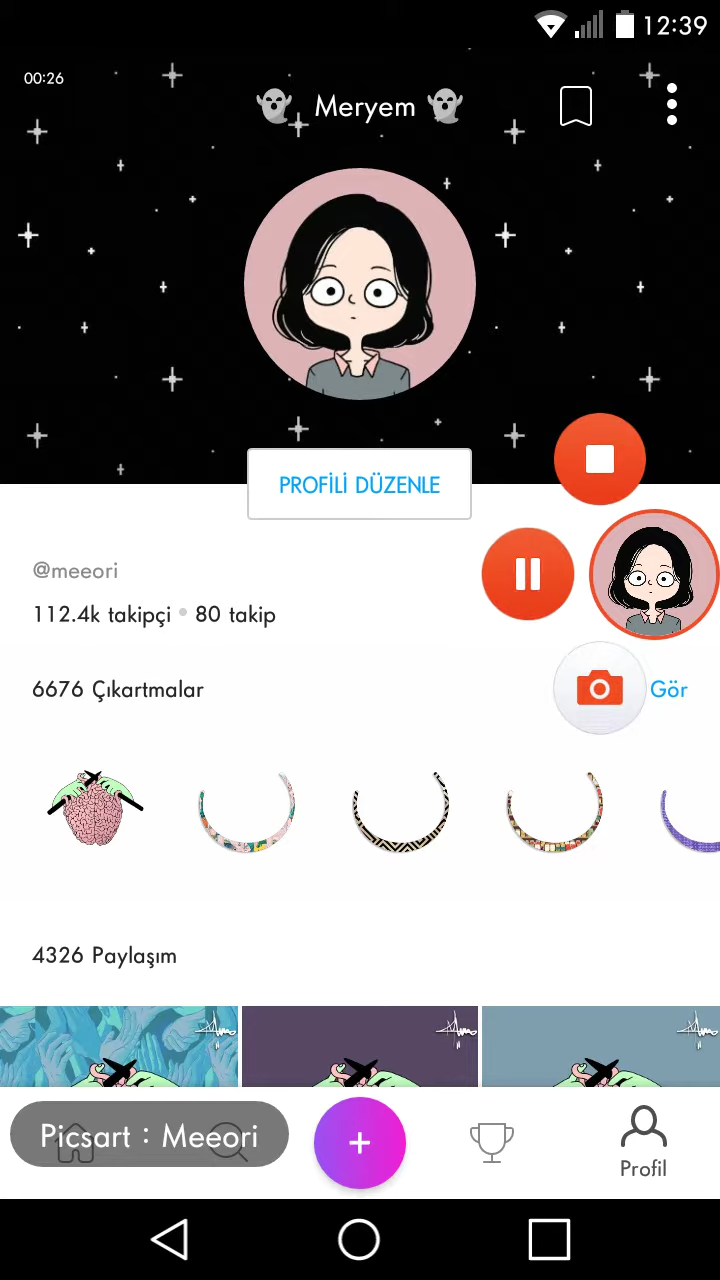 12:39
00:26
👻 Meryem 👻
PROFİLİ DÜZENLE
@meeori
112.4k takipçi • 80 takip
6676 Çıkartmalar
Gör
4326 Paylaşım
Picsart : Meeori
Profil